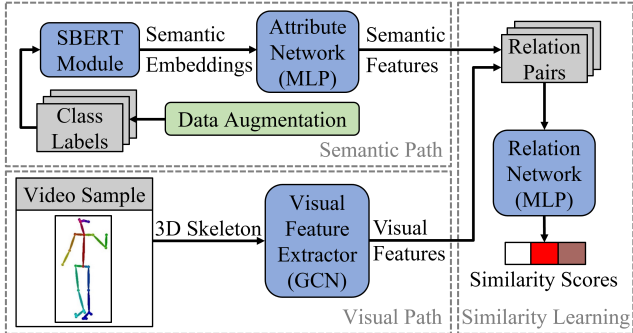 SBERT
Module
Semantic
Embeddings
Attribute
Network
(MLP)
Semantic
Features
Relation
Pairs
Class
Labels
Data Augmentation
Semantic Path
Relation
Network
(MLP)
Similarity Scores
Similarity Learning
Video Sample
3D Skeleton
Visual
Feature
Extractor
(GCN)
Visual
Features
Visual Path